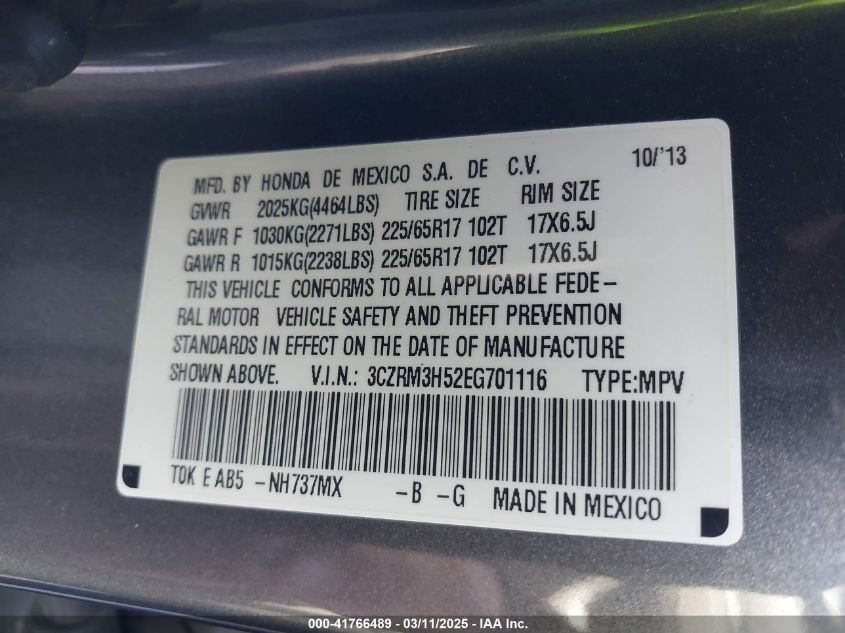 MFD. BY HONDA DE MEXICO S.A. DE C.V. 10/'13
GVWR 2025KG(4464LBS) TIRE SIZE RIM SIZE
GAWR F 1030KG(2271LBS) 225/65R17 102T 17X6.5J
GAWR R 1015KG(2238LBS) 225/65R17 102T 17X6.5J
THIS VEHICLE CONFORMS TO ALL APPLICABLE FEDE-
RAL MOTOR VEHICLE SAFETY AND THEFT PREVENTION
STANDARDS IN EFFECT ON THE DATE OF MANUFACTURE
SHOWN ABOVE. V.I.N.: 3CZRM3H52EG701116 TYPE:MPV
TOK E AB5 -NH737MX -B -G MADE IN MEXICO
000-41766489 - 03/11/2025 - IAA Inc.